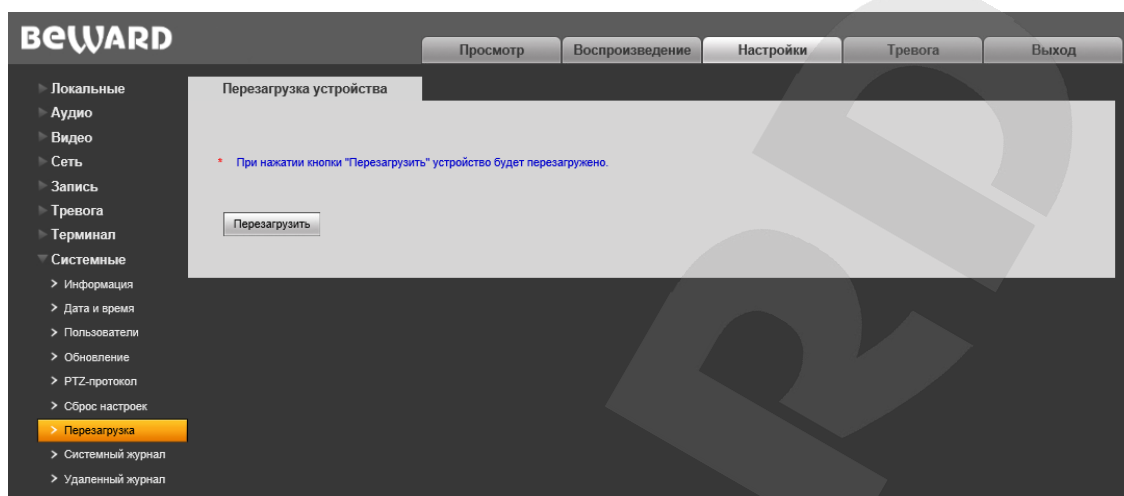 BEWARD
Просмотр Воспроизведение Настройки Тревога Выход
Локальные
Аудио
Видео
Сеть
Запись
Тревога
Терминал
Системные
Информация
Дата и время
Пользователи
Обновление
PTZ-протокол
Сброс настроек
Перезагрузка
Системный журнал
Удаленный журнал
Перезагрузка устройства
* При нажатии кнопки "Перезагрузить" устройство будет перезагружено.
Перезагрузить
RD